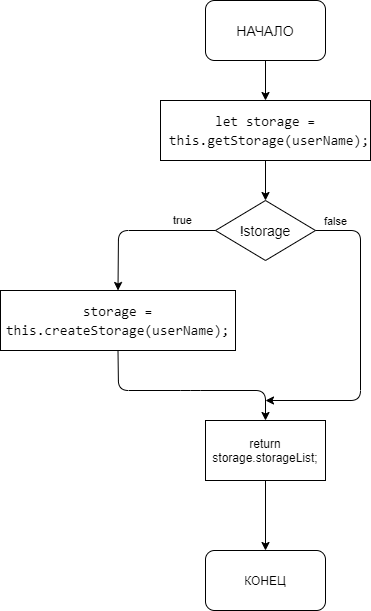 НАЧАЛО
let storage =
this.getStorage(userName);
!storage
true
false
storage =
this.createStorage(userName);
return
storage.storageList;
КОНЕЦ